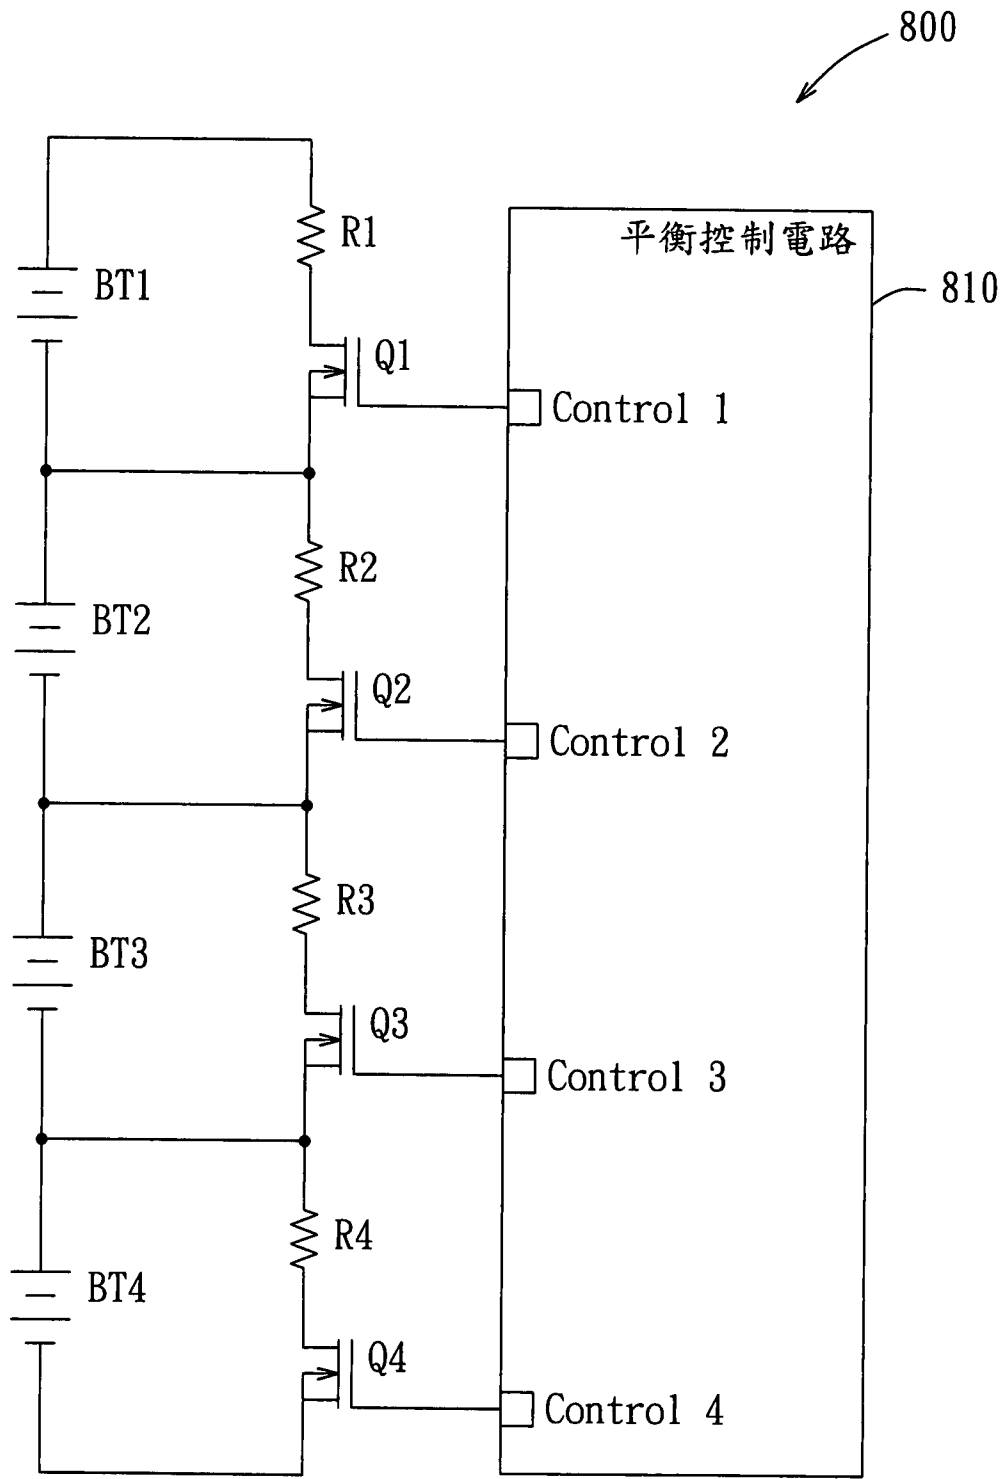 800
平衡控制電路
R1
BT1
810
Q1
Control 1
R2
BT2
Q2
Control 2
R3
BT3
Q3
Control 3
R4
BT4
Q4
Control 4